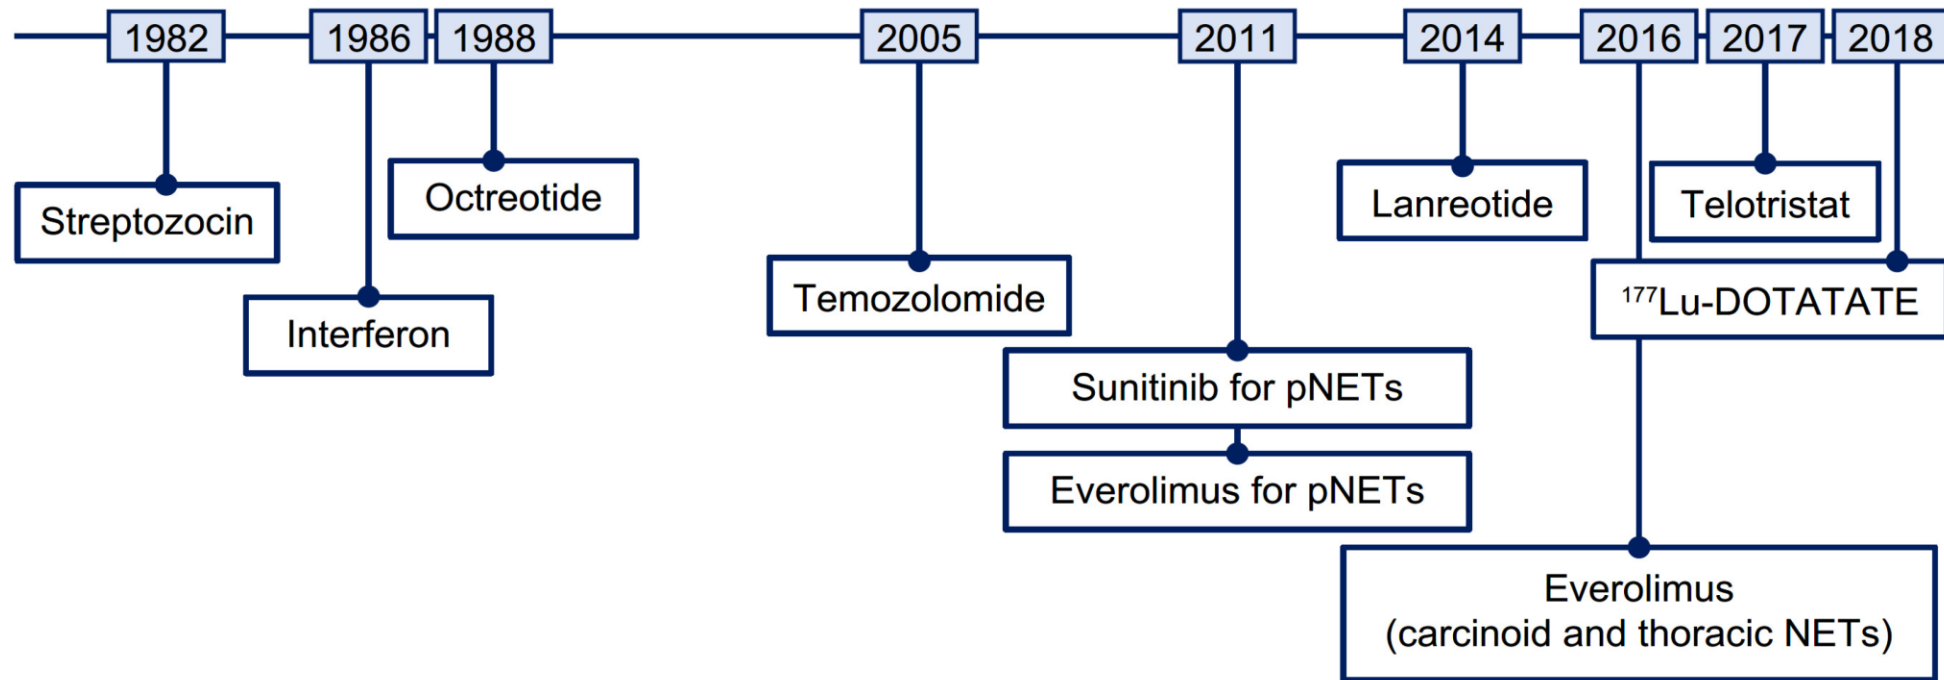 1982
1986
1988
2005
2011
2014
2016
2017
2018
Streptozocin
Interferon
Octreotide
Temozolomide
Sunitinib for pNETs
Everolimus for pNETs
Lanreotide
Everolimus
(carcinoid and thoracic NETs)
Telotristat
¹⁷⁷Lu-DOTATATE